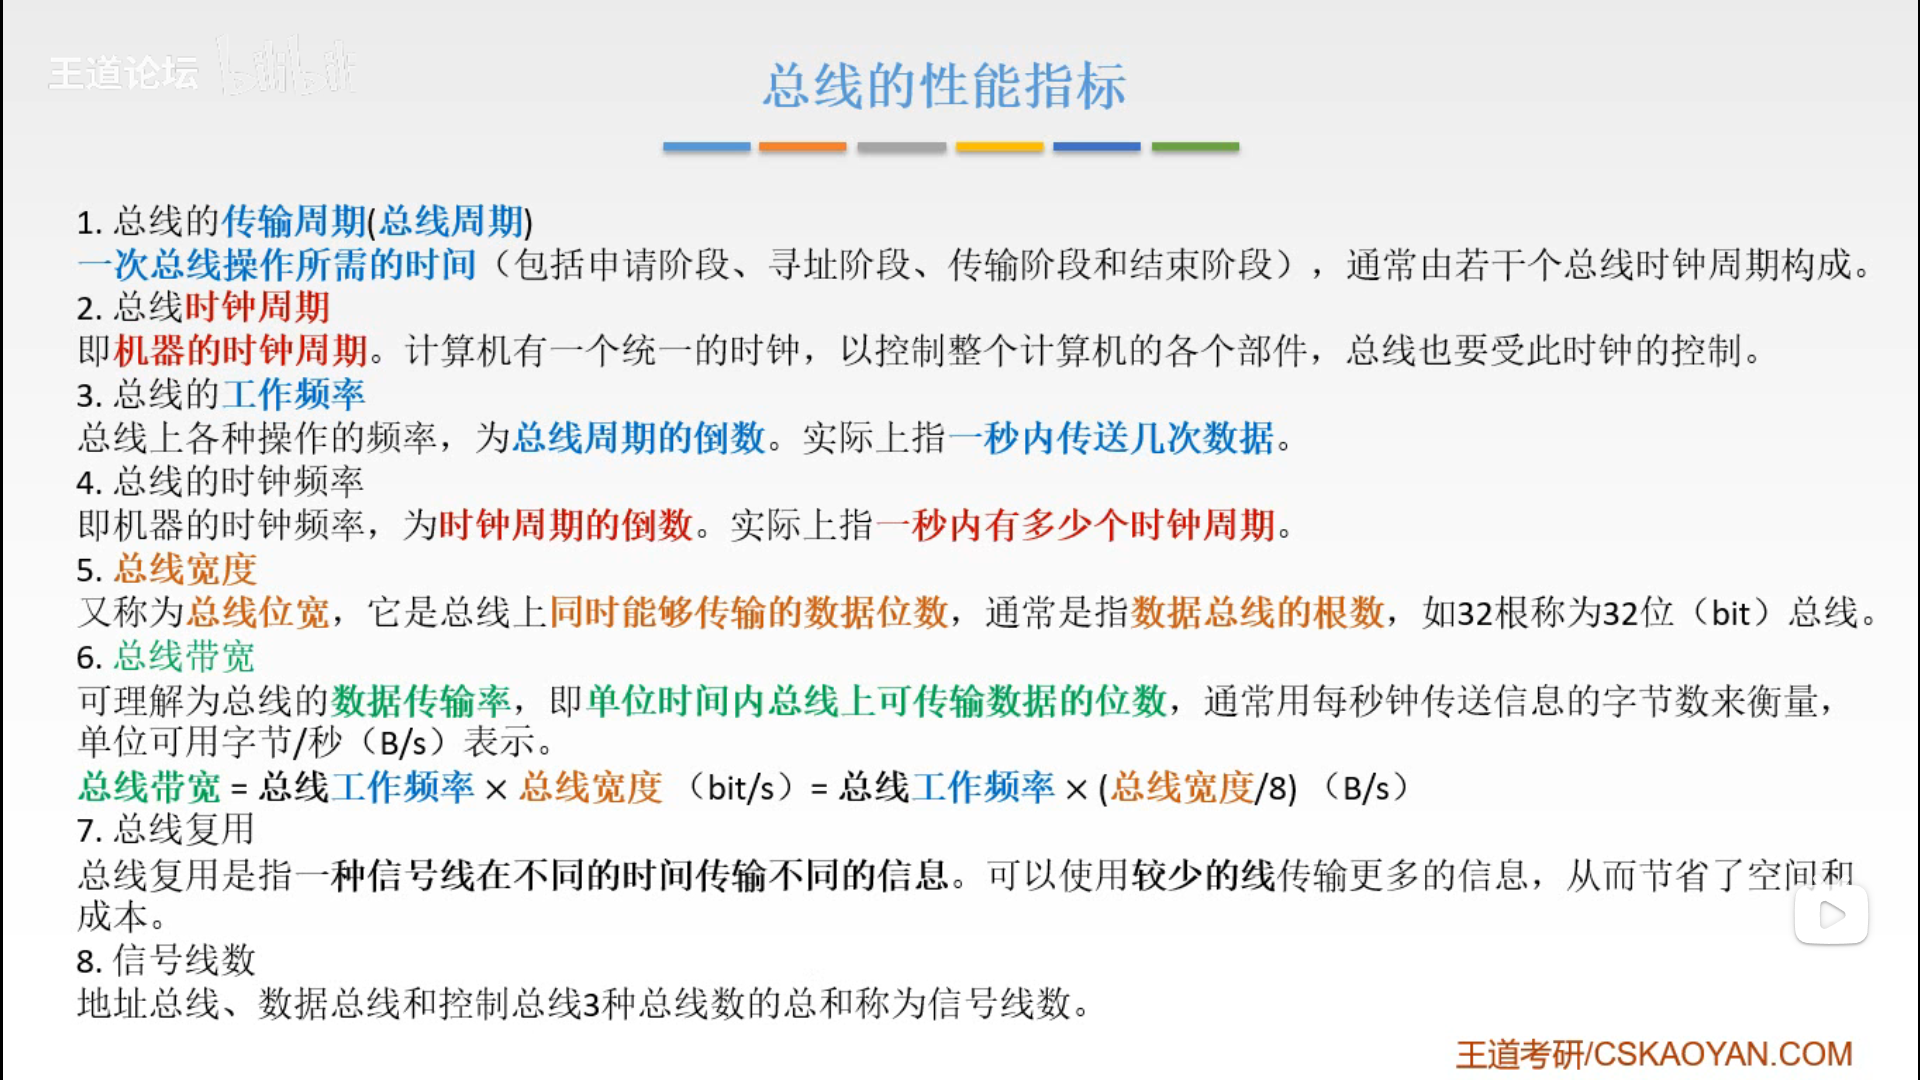 王道论坛 bilibili
总线的性能指标
1. 总线的传输周期(总线周期)
一次总线操作所需的时间（包括申请阶段、寻址阶段、传输阶段和结束阶段），通常由若干个总线时钟周期构成。
2. 总线时钟周期
即机器的时钟周期。计算机有一个统一的时钟，以控制整个计算机的各个部件，总线也要受此时钟的控制。
3. 总线的工作频率
总线上各种操作的频率，为总线周期的倒数。实际上指一秒内传送几次数据。
4. 总线的时钟频率
即机器的时钟频率，为时钟周期的倒数。实际上指一秒内有多少个时钟周期。
5. 总线宽度
又称为总线位宽，它是总线上同时能够传输的数据位数，通常是指数据总线的根数，如32根称为32位（bit）总线。
6. 总线带宽
可理解为总线的数据传输率，即单位时间内总线上可传输数据的位数，通常用每秒钟传送信息的字节数来衡量，
单位可用字节/秒（B/s）表示。
总线带宽 = 总线工作频率 × 总线宽度 （bit/s）= 总线工作频率 × (总线宽度/8) （B/s）
7. 总线复用
总线复用是指一种信号线在不同的时间传输不同的信息。可以使用较少的线传输更多的信息，从而节省了空间和
成本。
8. 信号线数
地址总线、数据总线和控制总线3种总线数的总和称为信号线数。
王道考研/CSKAOYAN.COM